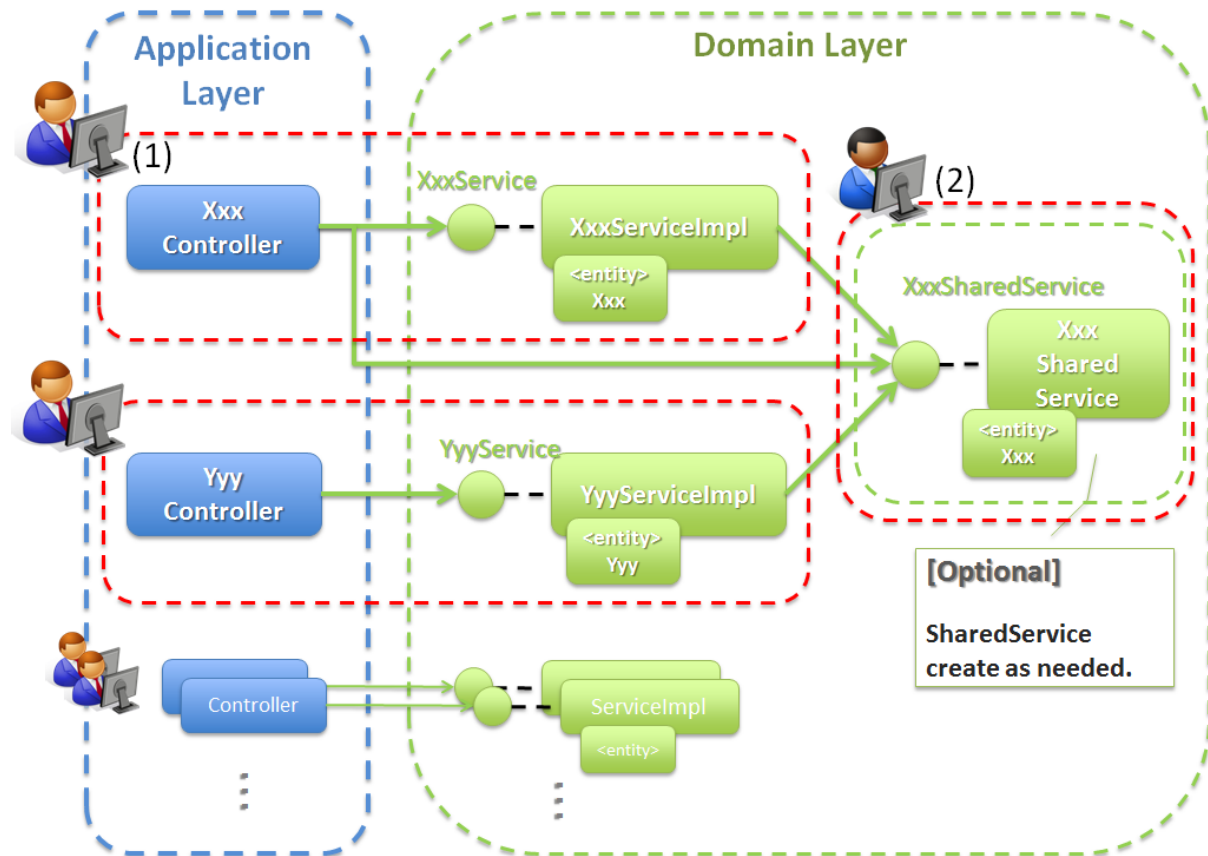 Application
Layer
Domain Layer
(1)
(2)
XxxService
Xxx
Controller
XxxServiceImpl
<entity>
Xxx
XxxSharedService
Xxx
Shared
Service
<entity>
Xxx
YyyService
Yyy
Controller
YyyServiceImpl
<entity>
Yyy
[Optional]
SharedService
create as needed.
Controller
ServiceImpl
<entity>